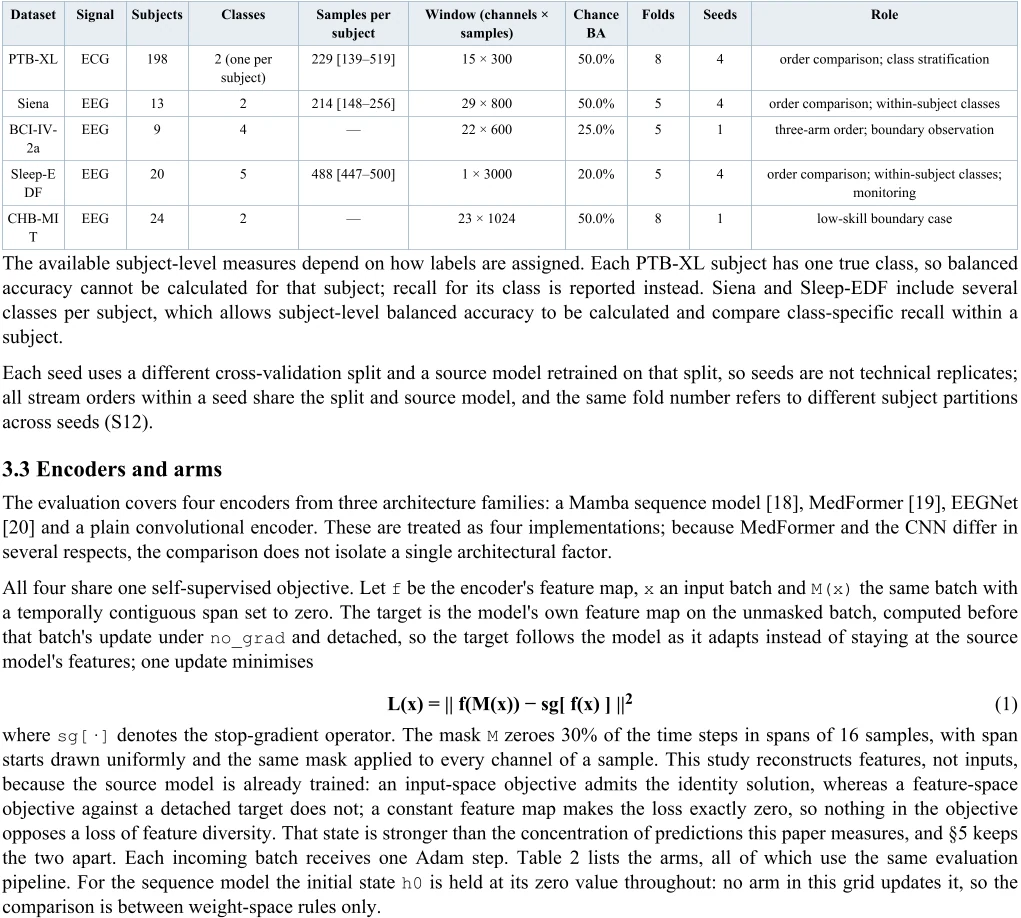 Dataset Signal Subjects Classes Samples per Window (channels × Chance Folds Seeds Role
subject samples) BA
PTB-XL ECG 198 2 (one per 229 [139–519] 15 × 300 50.0% 8 4 order comparison; class stratification
subject)
Siena EEG 13 2 214 [148–256] 29 × 800 50.0% 5 4 order comparison; within-subject classes
BCI-IV- EEG 9 4 — 22 × 600 25.0% 5 1 three-arm order; boundary observation
2a
Sleep-E EEG 20 5 488 [447–500] 1 × 3000 20.0% 5 4 order comparison; within-subject classes;
DF monitoring
CHB-MI EEG 24 2 — 23 × 1024 50.0% 8 1 low-skill boundary case
T
The available subject-level measures depend on how labels are assigned. Each PTB-XL subject has one true class, so balanced
accuracy cannot be calculated for that subject; recall for its class is reported instead. Siena and Sleep-EDF include several
classes per subject, which allows subject-level balanced accuracy to be calculated and compare class-specific recall within a
subject.
Each seed uses a different cross-validation split and a source model retrained on that split, so seeds are not technical replicates;
all stream orders within a seed share the split and source model, and the same fold number refers to different subject partitions
across seeds (S12).
3.3 Encoders and arms
The evaluation covers four encoders from three architecture families: a Mamba sequence model [18], MedFormer [19], EEGNet
[20] and a plain convolutional encoder. These are treated as four implementations; because MedFormer and the CNN differ in
several respects, the comparison does not isolate a single architectural factor.
All four share one self-supervised objective. Let f be the encoder's feature map, x an input batch and M(x) the same batch with
a temporally contiguous span set to zero. The target is the model's own feature map on the unmasked batch, computed before
that batch's update under no_grad and detached, so the target follows the model as it adapts instead of staying at the source
model's features; one update minimises
L(x) = || f(M(x)) − sg[ f(x) ] ||² (1)
where sg[·] denotes the stop-gradient operator. The mask M zeroes 30% of the time steps in spans of 16 samples, with span
starts drawn uniformly and the same mask applied to every channel of a sample. This study reconstructs features, not inputs,
because the source model is already trained: an input-space objective admits the identity solution, whereas a feature-space
objective against a detached target does not; a constant feature map makes the loss exactly zero, so nothing in the objective
opposes a loss of feature diversity. That state is stronger than the concentration of predictions this paper measures, and §5 keeps
the two apart. Each incoming batch receives one Adam step. Table 2 lists the arms, all of which use the same evaluation
pipeline. For the sequence model the initial state h0 is held at its zero value throughout: no arm in this grid updates it, so the
comparison is between weight-space rules only.